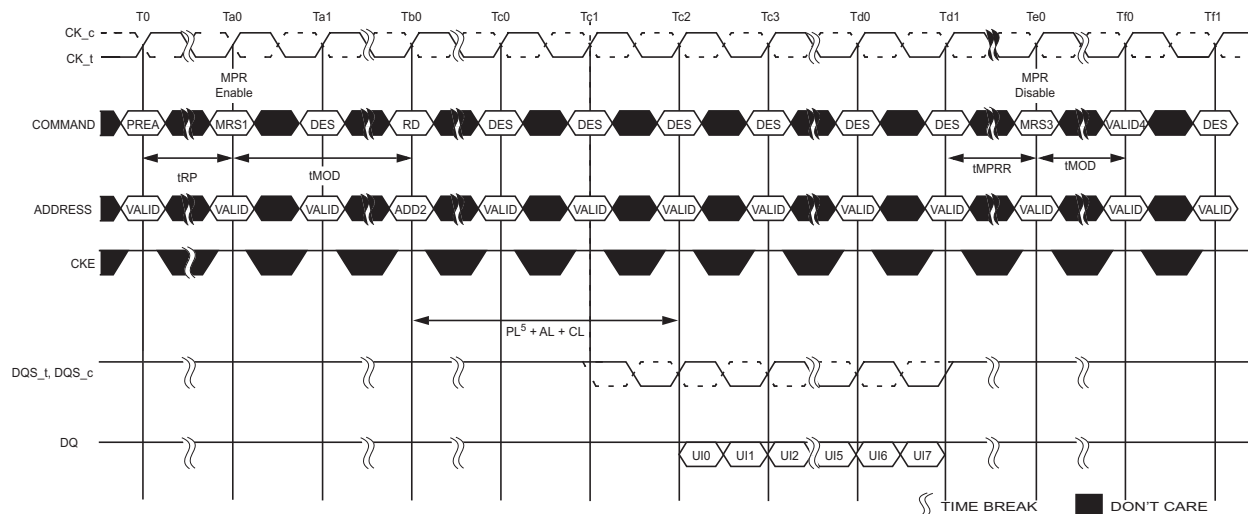 T0 Ta0 Ta1 Tb0 Tc0 Tc1 Tc2 Tc3 Td0 Td1 Te0 Tf0 Tf1
CK_c
CK_t
MPR Enable
MPR Disable
COMMAND PREA MRS1 DES RD DES DES DES DES DES DES MRS3 VALID4 DES
tRP tMOD tMPRR tMOD
ADDRESS VALID VALID VALID ADD2 VALID VALID VALID VALID VALID VALID VALID VALID VALID
CKE
PL5 + AL + CL
DQS_t, DQS_c
DQ UI0 UI1 UI2 UI5 UI6 UI7
TIME BREAK DON'T CARE